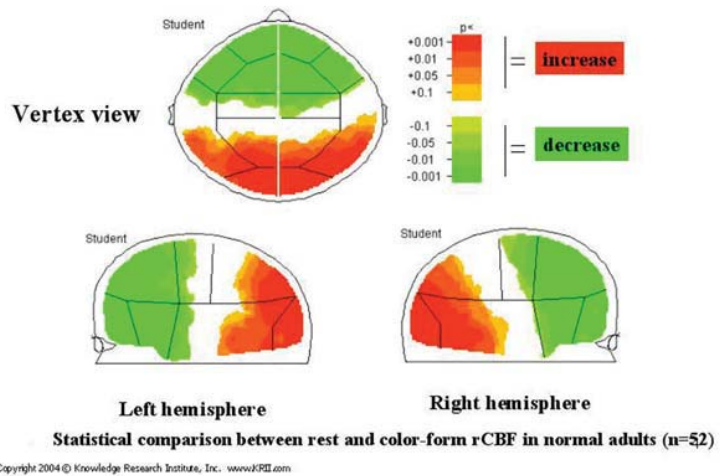 Student
p<
+0.001
+0.01
+0.05
+0.1
= increase
Vertex view
-0.1
-0.05
-0.01
-0.001
= decrease
Student
Student
Left hemisphere
Right hemisphere
Statistical comparison between rest and color-form rCBF in normal adults (n=52)
Copyright 2004 © Knowledge Research Institute, Inc. www.KRII.com